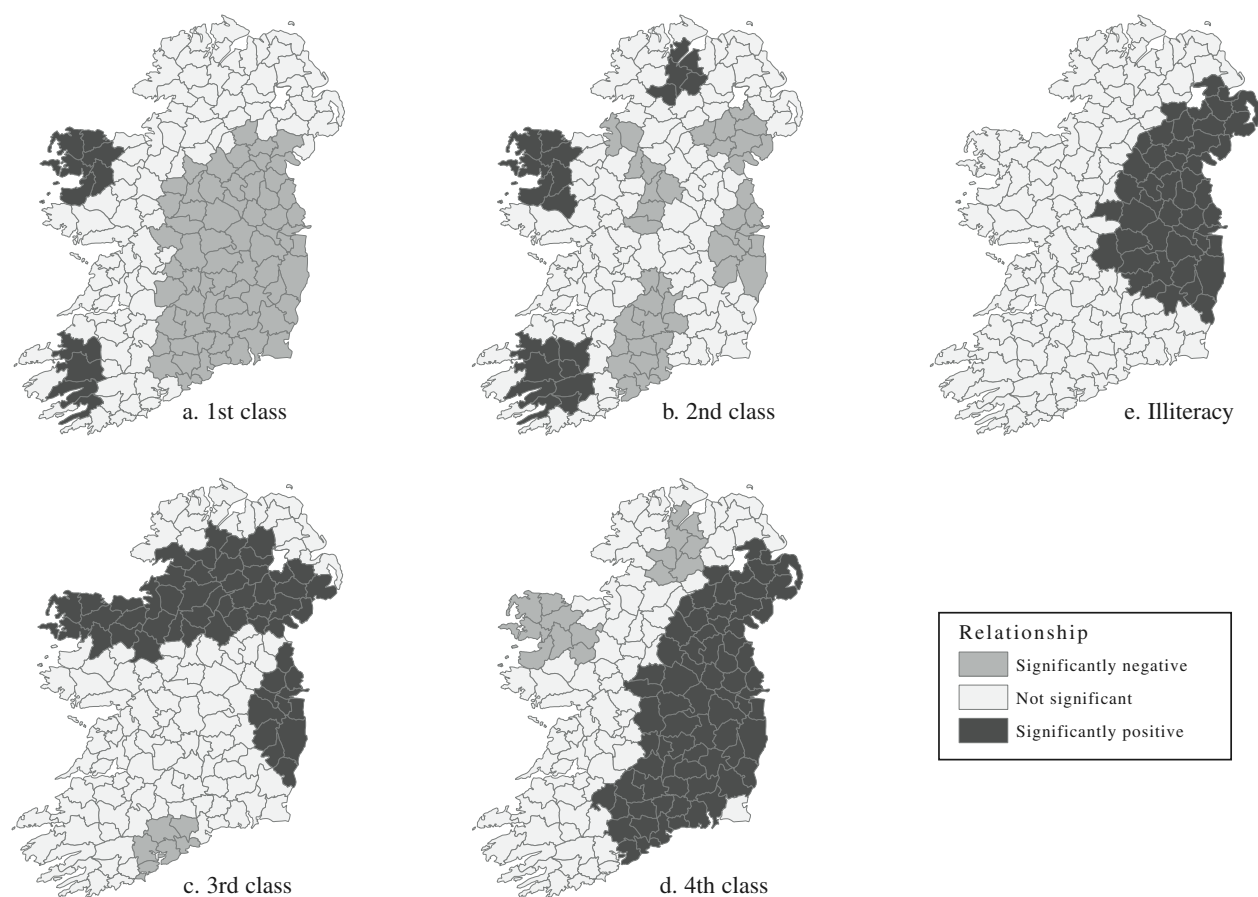 a. 1st class
b. 2nd class
e. Illiteracy
c. 3rd class
d. 4th class
Relationship
Significantly negative
Not significant
Significantly positive